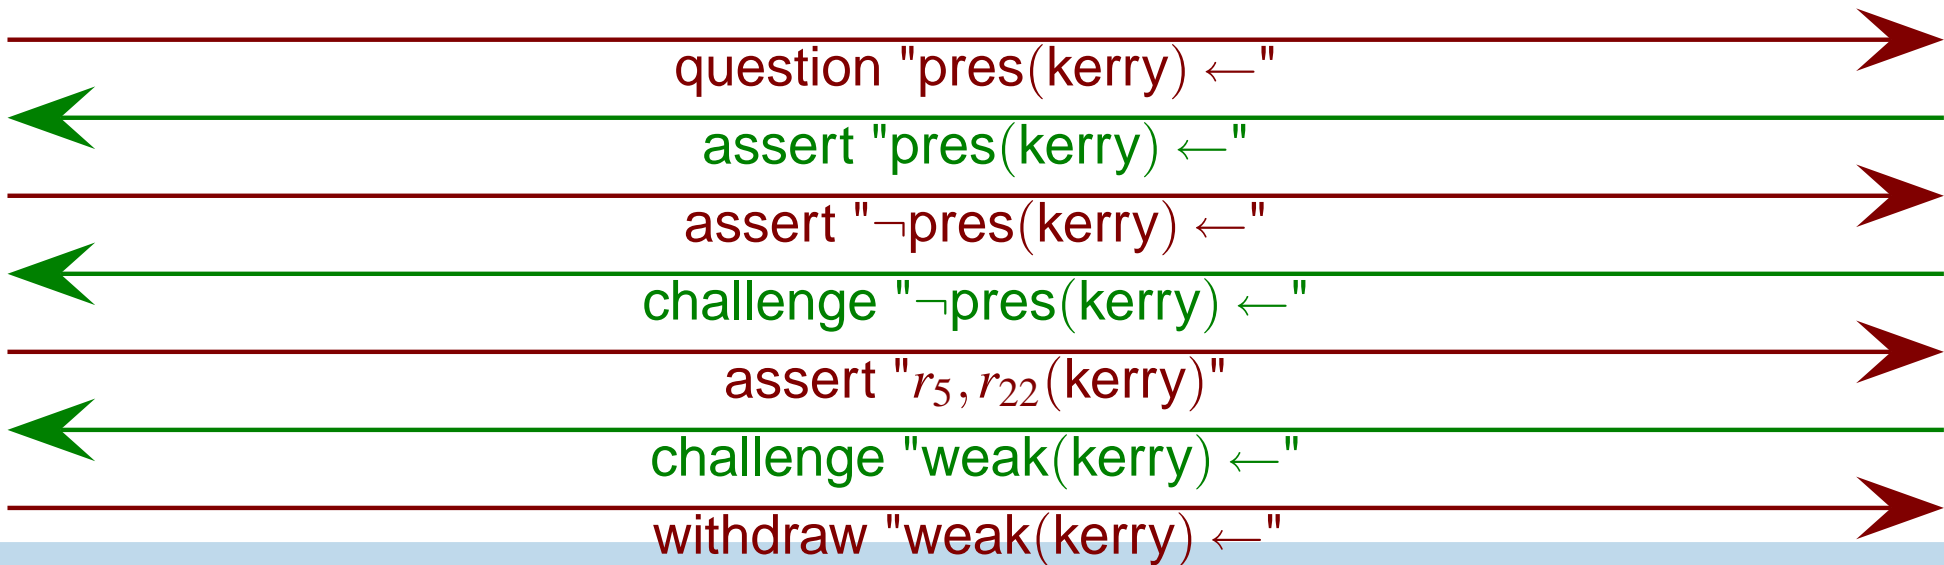 question "pres(kerry) ←"
assert "pres(kerry) ←"
assert "¬pres(kerry) ←"
challenge "¬pres(kerry) ←"
assert "r₅, r₂₂(kerry)"
challenge "weak(kerry) ←"
withdraw "weak(kerry) ←"